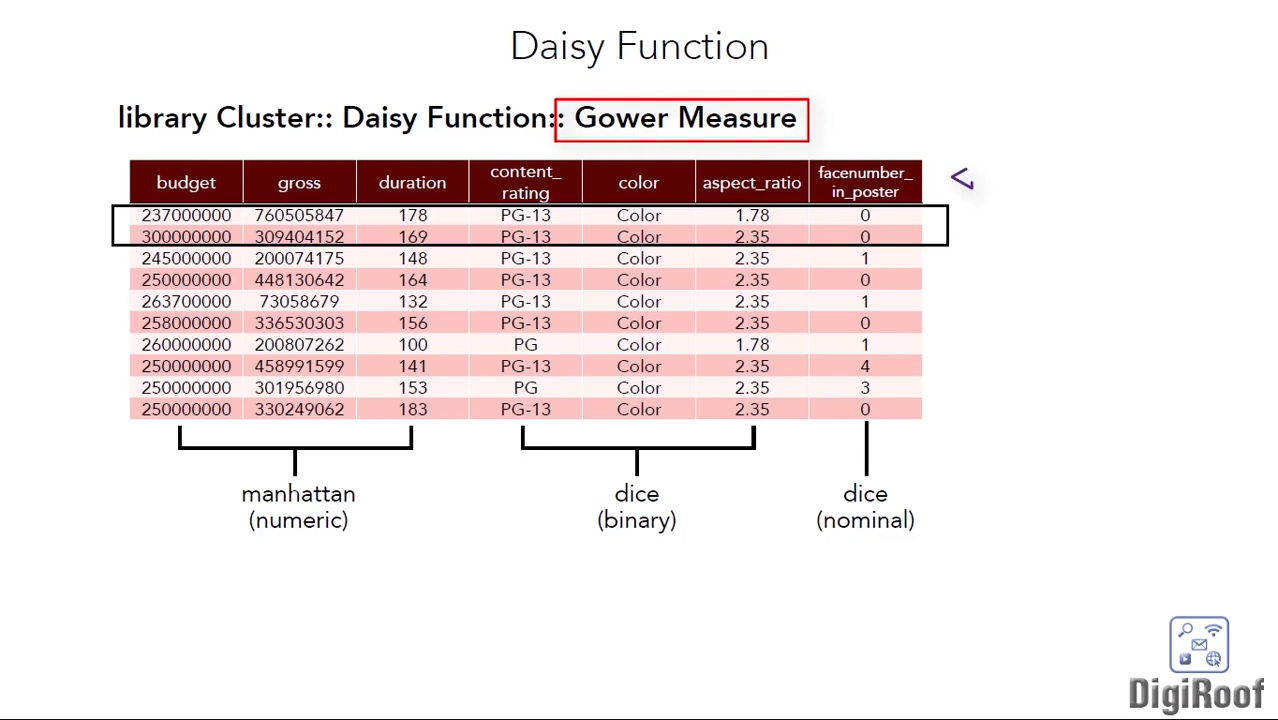 Daisy Function
library Cluster:: Daisy Function:: Gower Measure
budget gross duration content_rating color aspect_ratio facenumber_in_poster
237000000 760505847 178 PG-13 Color 1.78 0
300000000 309404152 169 PG-13 Color 2.35 0
245000000 200074175 148 PG-13 Color 2.35 1
250000000 448130642 164 PG-13 Color 2.35 0
263700000 73058679 132 PG-13 Color 2.35 1
258000000 336530303 156 PG-13 Color 2.35 0
260000000 200807262 100 PG Color 1.78 1
250000000 458991599 141 PG-13 Color 2.35 4
250000000 301956980 153 PG Color 2.35 3
250000000 330249062 183 PG-13 Color 2.35 0
manhattan dice dice
(numeric) (binary) (nominal)
DigiRoof